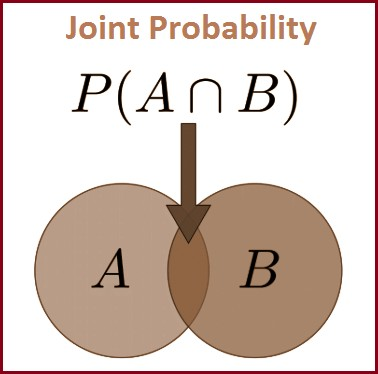 Joint Probability
P(A ∩ B)
A B